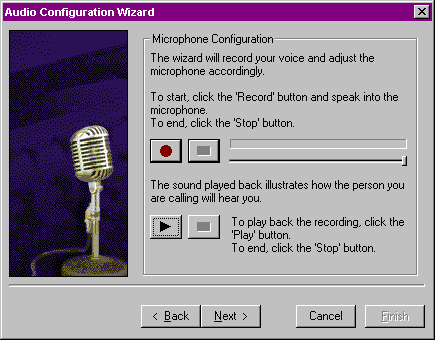 Audio Configuration Wizard
Microphone Configuration
The wizard will record your voice and adjust the
microphone accordingly.
To start, click the 'Record' button and speak into the
microphone.
To end, click the 'Stop' button.
The sound played back illustrates how the person you
are calling will hear you.
To play back the recording, click the
'Play' button.
To end, click the 'Stop' button.
< Back
Next >
Cancel
Finish